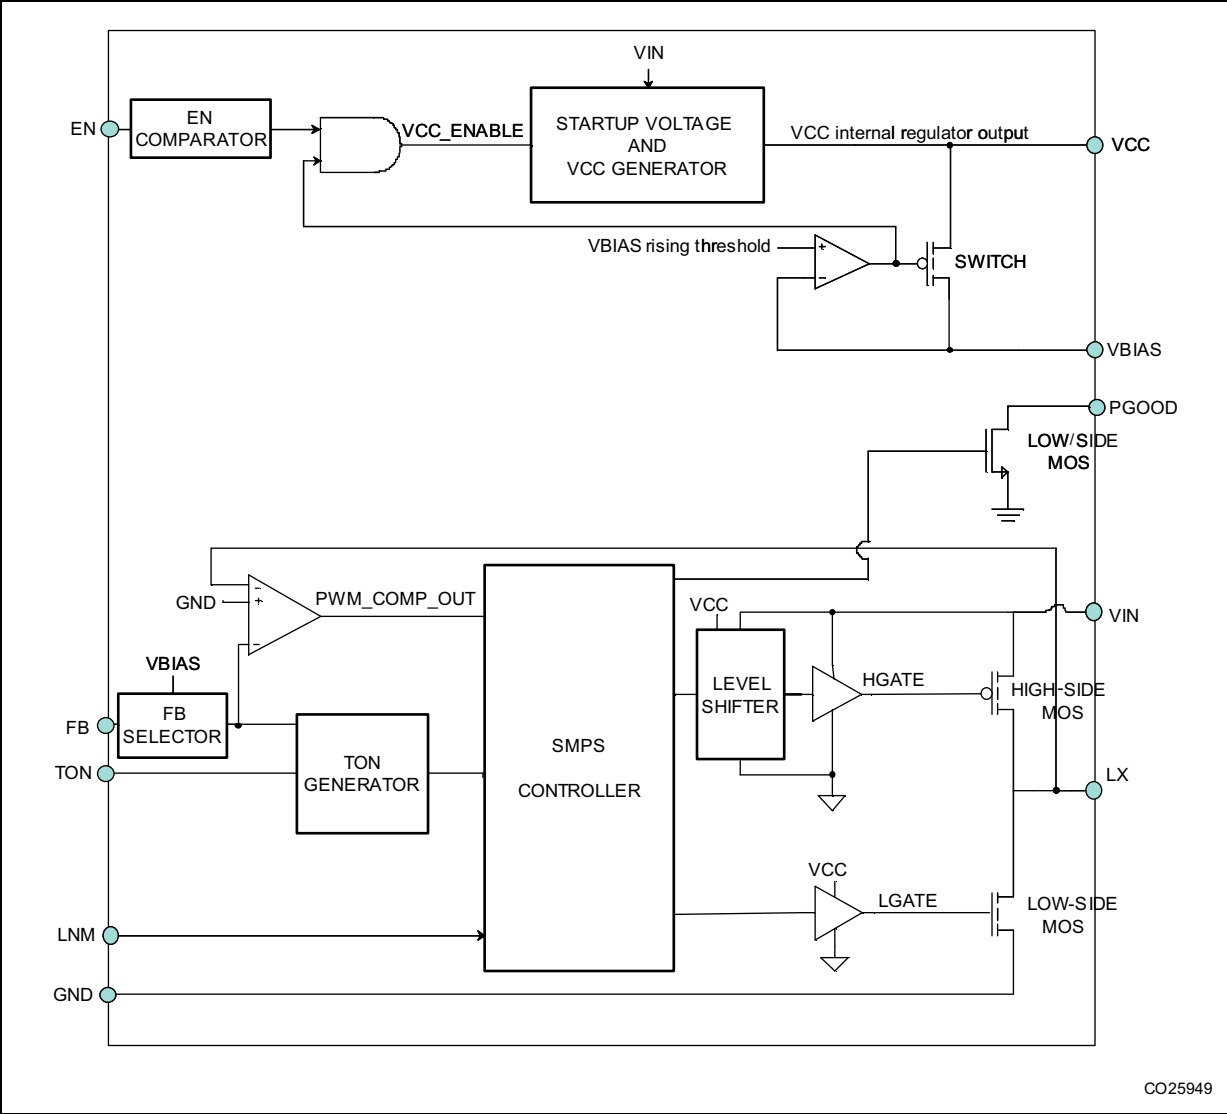 VIN
EN
EN
COMPARATOR
VCC_ENABLE
STARTUP VOLTAGE
AND
VCC GENERATOR
VCC internal regulator output
VCC
VBIAS rising threshold
+
-
SWITCH
VBIAS
PGOOD
LOW/SIDE
MOS
GND
-
+
-
PWM_COMP_OUT
VBIAS
FB
FB
SELECTOR
TON
TON
GENERATOR
SMPS
CONTROLLER
VCC
LEVEL
SHIFTER
HGATE
VIN
HIGH-SIDE
MOS
LX
VCC
LGATE
LOW-SIDE
MOS
LNM
GND
CO25949